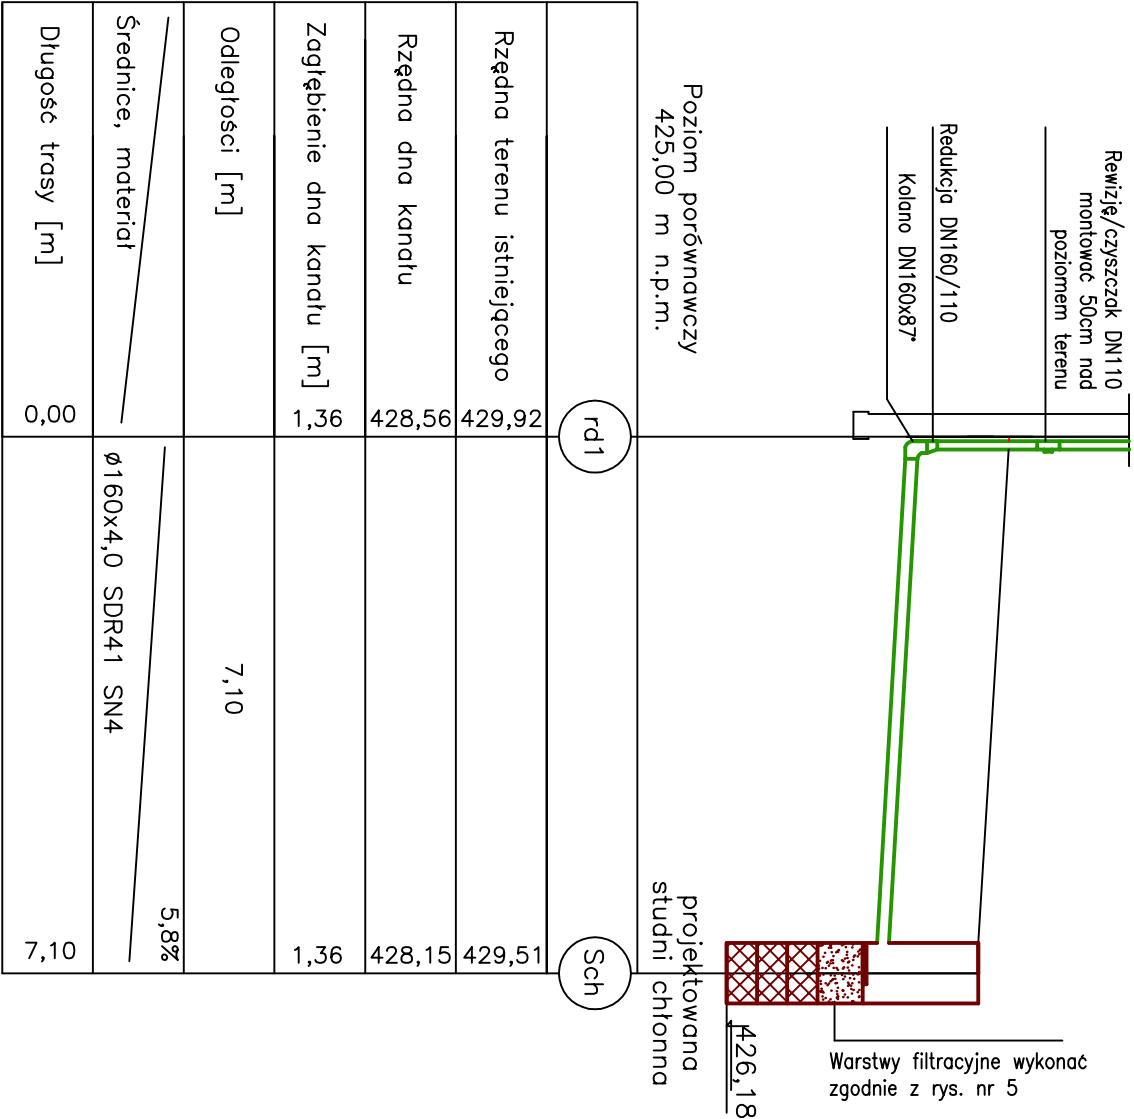 Rewizję/czyszczak DN110
montować 50cm nad
poziomem terenu
Redukcja DN160/110
Kolano DN160x87°
Poziom porównawczy
425,00 m n.p.m.
projektowana
studni chłonna
426,18
Warstwy filtracyjne wykonać
zgodnie z rys. nr 5
rd1
Sch
Rzędna terenu istniejącego
429,92
429,51
Rzędna dna kanału
428,56
428,15
Zagłębienie dna kanału [m]
1,36
1,36
Odległości [m]
7,10
Średnice, materiał
ø160x4,0 SDR41 SN4
5,8%
Długość trasy [m]
0,00
7,10